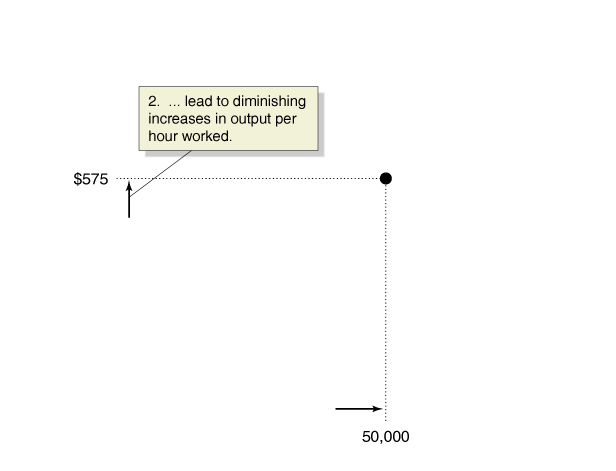 2.  ... lead to diminishing
increases in output per
hour worked.
$575
50,000